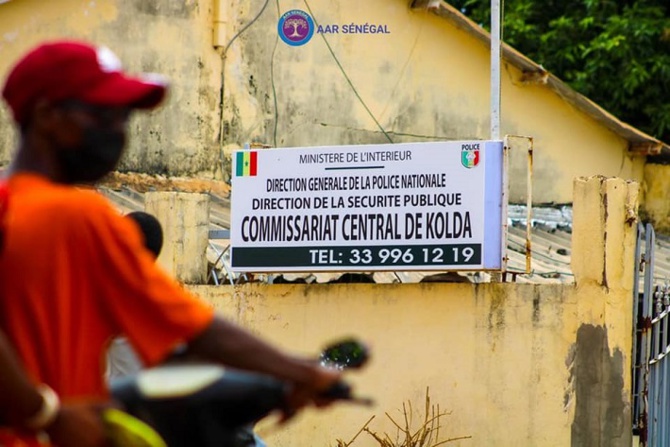 AAR SÉNÉGAL
MINISTERE DE L'INTERIEUR
POLICE
DIRECTION GENERALE DE LA POLICE NATIONALE
DIRECTION DE LA SECURITE PUBLIQUE
COMMISSARIAT CENTRAL DE KOLDA
TEL: 33 996 12 19